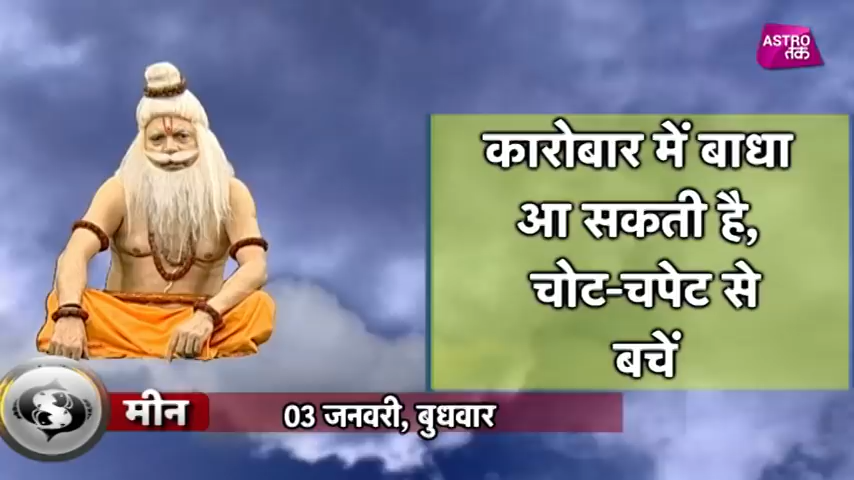 ASTRO
तक
कारोबार में बाधा
आ सकती है,
चोट-चपेट से
बचें
मीन
03 जनवरी, बुधवार